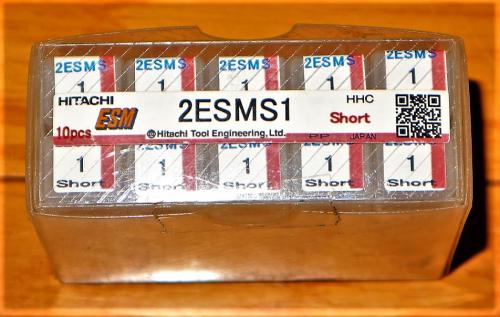 2ESMS 2ESMS 2ESMS 2ESMS 2ESMS
1 1 1 1 1
HITACHI ESM 2ESMS1 HHC Short
10pcs © Hitachi Tool Engineering, Ltd. JAPAN
1 1 1 1 1
Short Short Short Short Short